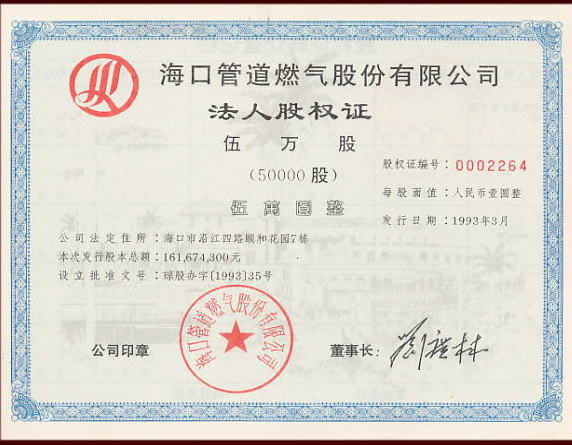 海口管道燃气股份有限公司
法人股权证
伍万股
(50000股)
股权证编号：0002264
每股面值：人民币壹圆整
发行日期：1993年3月
伍萬圆整
公司法定住所：海口市沿江四路颐和花园7栋
本次发行股本总额：161,674,300元
设立批准文号：琼股办字[1993]35号
海口管道燃气股份有限公司
公司印章
董事长：